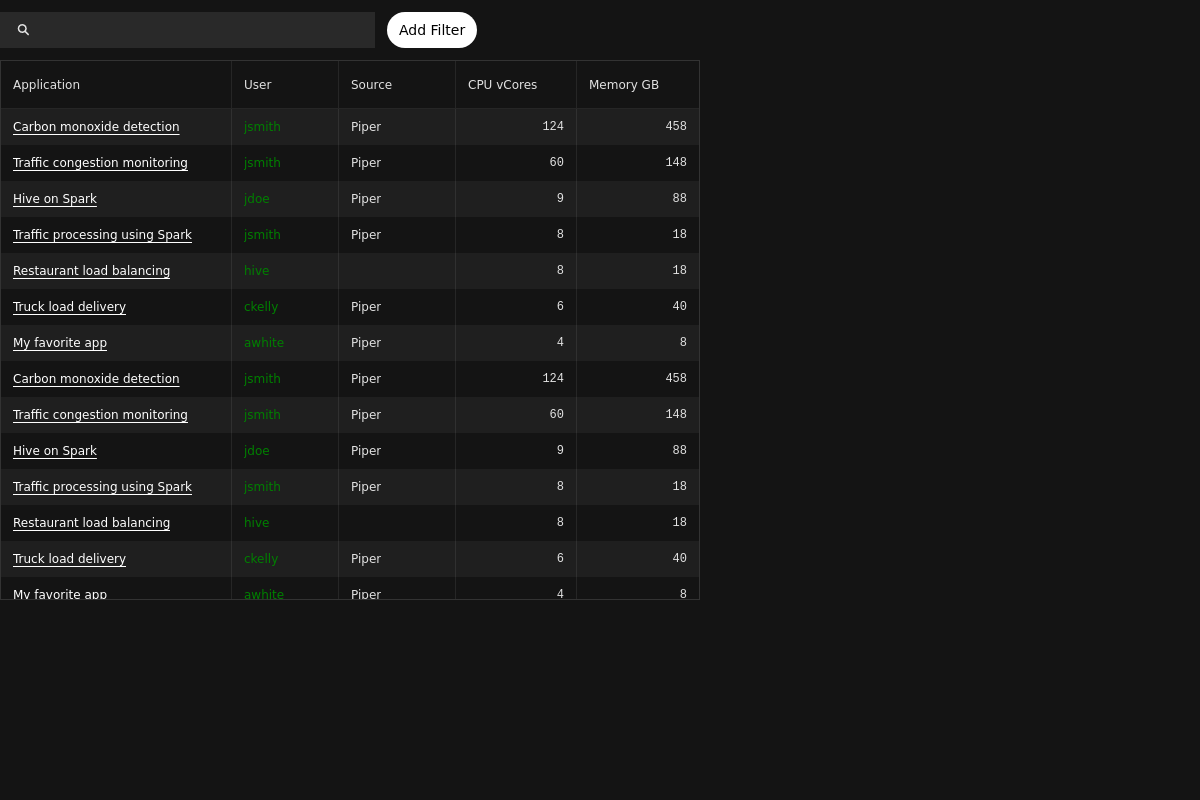 Add Filter
Application User Source CPU vCores Memory GB
Carbon monoxide detection jsmith Piper 124 458
Traffic congestion monitoring jsmith Piper 60 148
Hive on Spark jdoe Piper 9 88
Traffic processing using Spark jsmith Piper 8 18
Restaurant load balancing hive 8 18
Truck load delivery ckelly Piper 6 40
My favorite app awhite Piper 4 8
Carbon monoxide detection jsmith Piper 124 458
Traffic congestion monitoring jsmith Piper 60 148
Hive on Spark jdoe Piper 9 88
Traffic processing using Spark jsmith Piper 8 18
Restaurant load balancing hive 8 18
Truck load delivery ckelly Piper 6 40
My favorite app awhite Piper 4 8